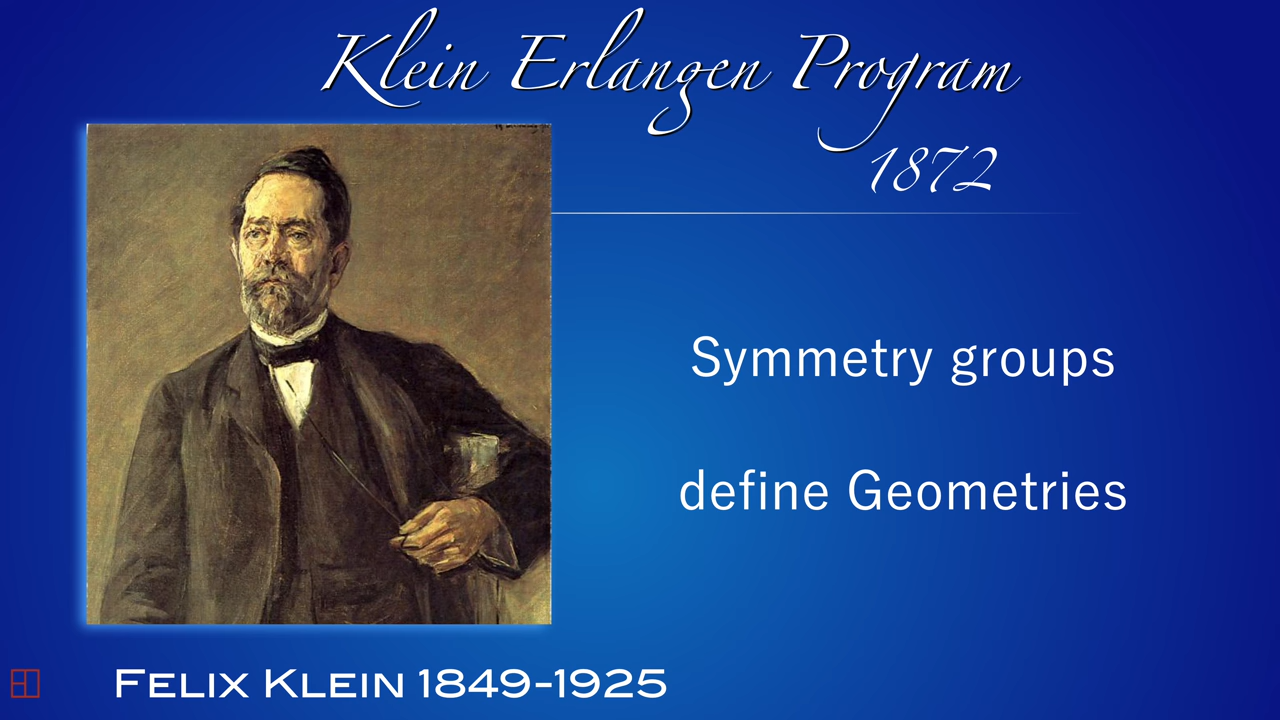 Klein Erlangen Program
1872
Symmetry groups
define Geometries
Felix Klein 1849-1925